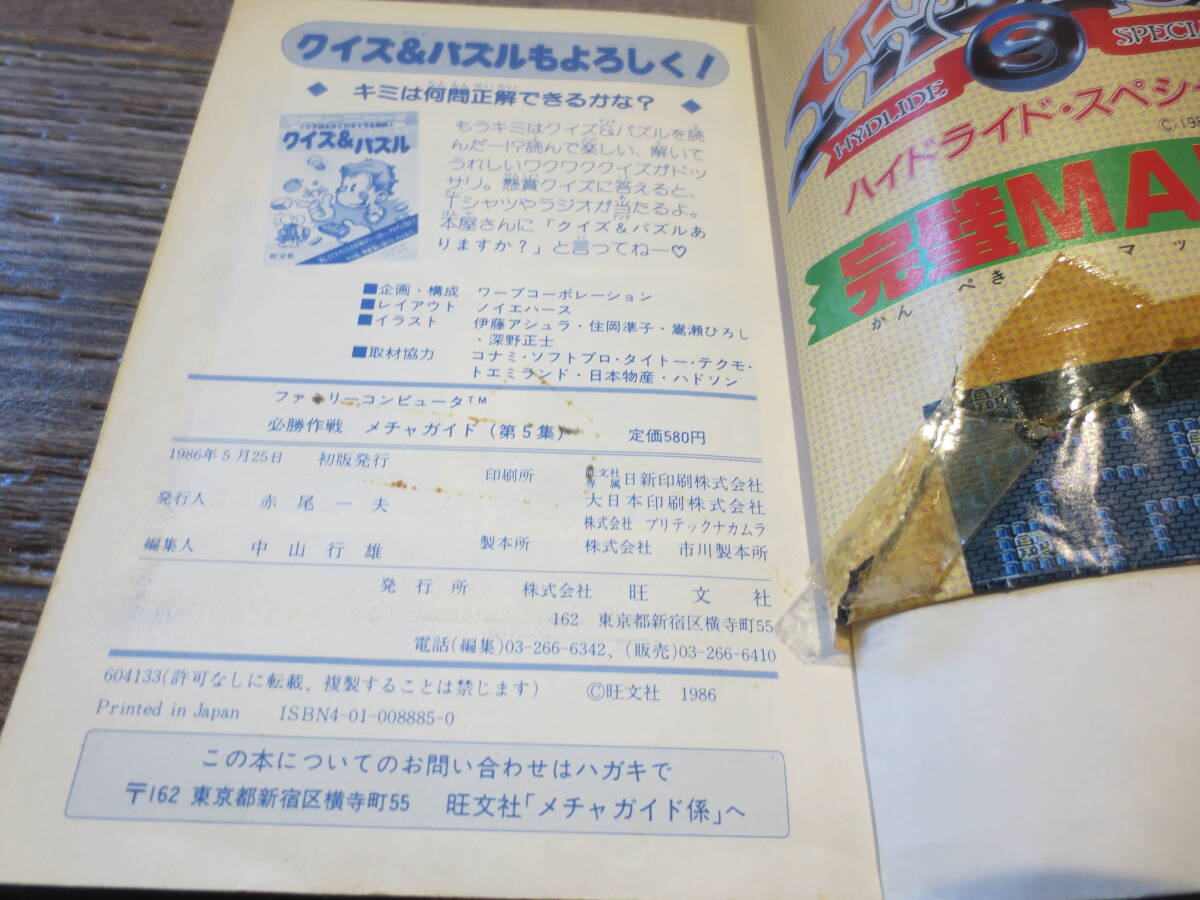 クイズ&パズルもよろしく!
◆ キミは何問正解できるかな? ◆
クイズ&パズル
旺文社
もうキミはクイズ&パズルを読
んだー!?読んで楽しい、解いて
うれしいワクワククイズがドッ
サリ。懸賞クイズに答えると、
Tシャツやラジオが当たるよ。
本屋さんに「クイズ&パズルあ
りますか?」と言ってねー♡
■企画・構成 ワープコーポレーション
■レイアウト ノイエハース
■イラスト 伊藤アシュラ・住岡準子・嵩瀬ひろし
・深野正士
■取材協力 コナミ・ソフトプロ・タイトー・テクモ・
トエミランド・日本物産・ハドソン
ファミリーコンピュータTM
必勝作戦 メチャガイド(第5集) 定価580円
1986年5月25日 初版発行
発行人 赤尾一夫
編集人 中山行雄
印刷所 旺文社専属 日新印刷株式会社
大日本印刷株式会社
株式会社 プリテックナカムラ
製本所 株式会社 市川製本所
発行所 株式会社 旺文社
162 東京都新宿区横寺町55
電話(編集)03-266-6342、(販売)03-266-6410
604133(許可なしに転載、複製することは禁じます) ©旺文社 1986
Printed in Japan ISBN4-01-008885-0
この本についてのお問い合わせはハガキで
〒162 東京都新宿区横寺町55 旺文社「メチャガイド係」へ
HYDLIDE
S
SPECIA
ハイドライド・スペシ
完璧MA
かん ぺき マッ